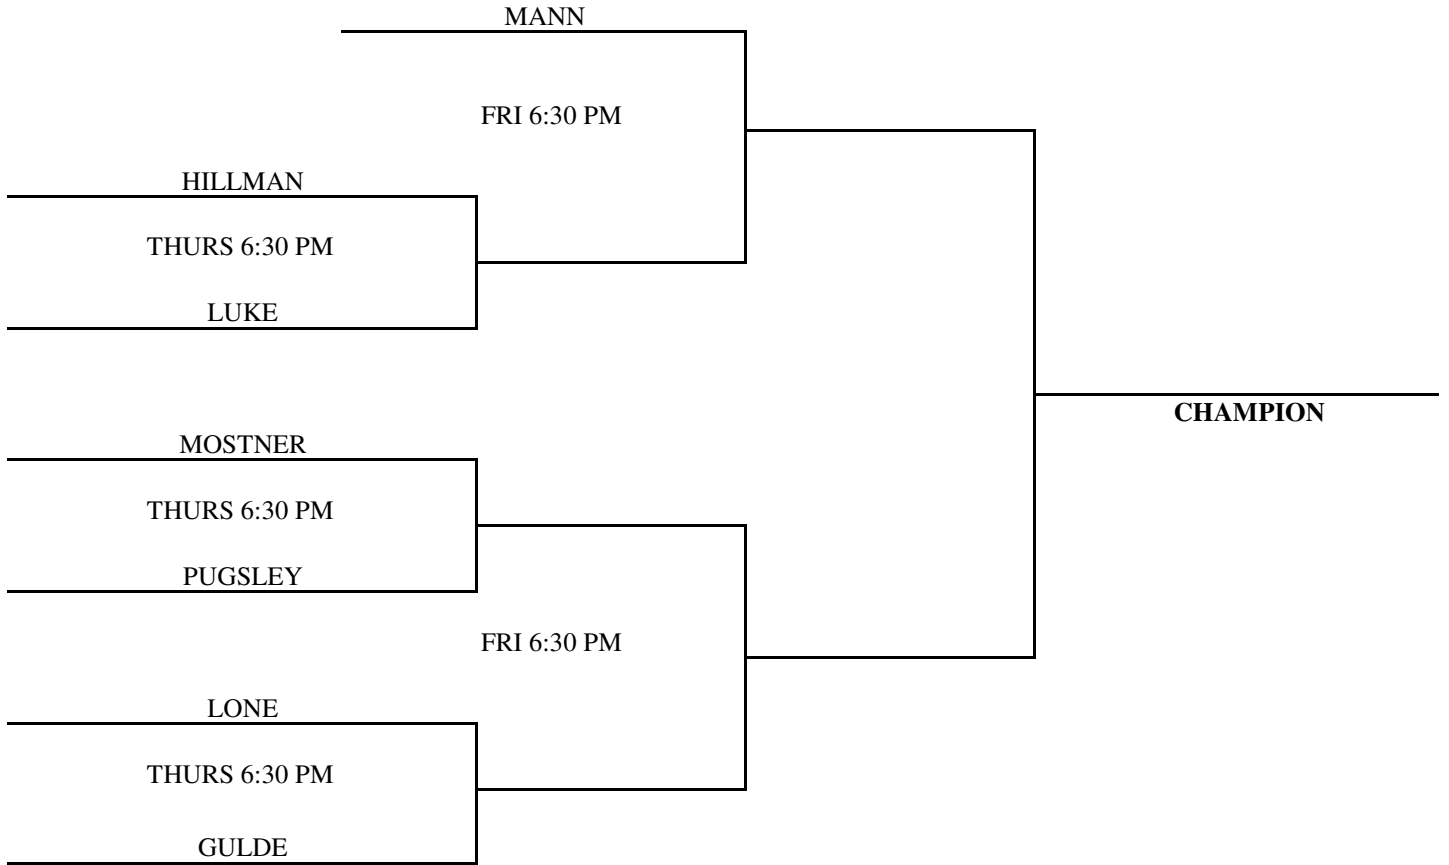 MANN
FRI 6:30 PM
HILLMAN
THURS 6:30 PM
LUKE
CHAMPION
MOSTNER
THURS 6:30 PM
PUGSLEY
FRI 6:30 PM
LONE
THURS 6:30 PM
GULDE